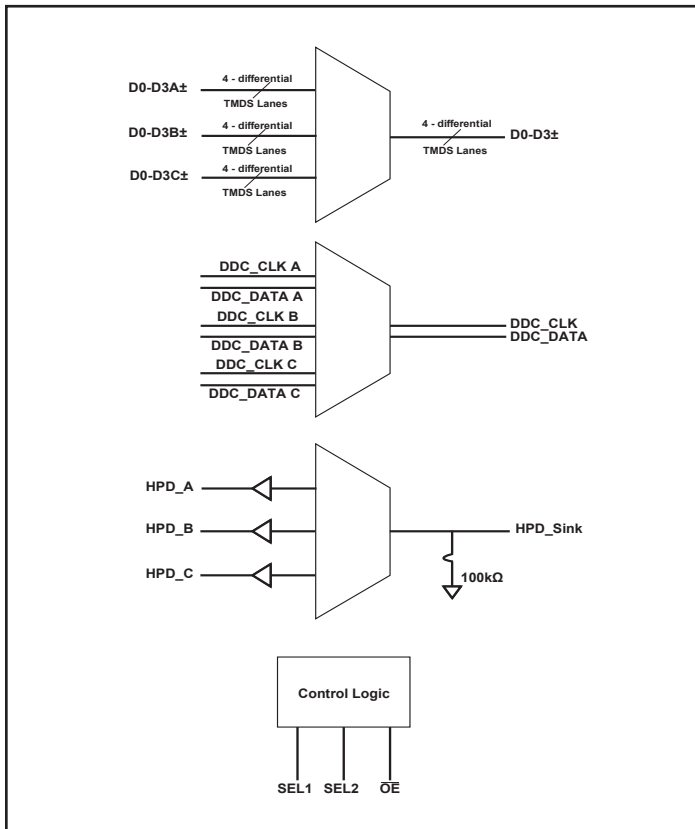 4 - differential
D0-D3A±
TMDS Lanes
4 - differential
D0-D3B±
TMDS Lanes
4 - differential
D0-D3±
TMDS Lanes
4 - differential
D0-D3C±
TMDS Lanes
DDC_CLK A
DDC_DATA A
DDC_CLK B
DDC_DATA B
DDC_CLK C
DDC_DATA C
DDC_CLK
DDC_DATA
HPD_A
HPD_B
HPD_C
HPD_Sink
100kΩ
Control Logic
SEL1 SEL2 O̅E̅